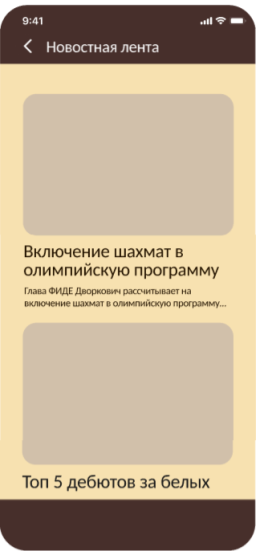 9:41
Новостная лента
Включение шахмат в
олимпийскую программу
Глава ФИДЕ Дворкович рассчитывает на
включение шахмат в олимпийскую программу...
Топ 5 дебютов за белых